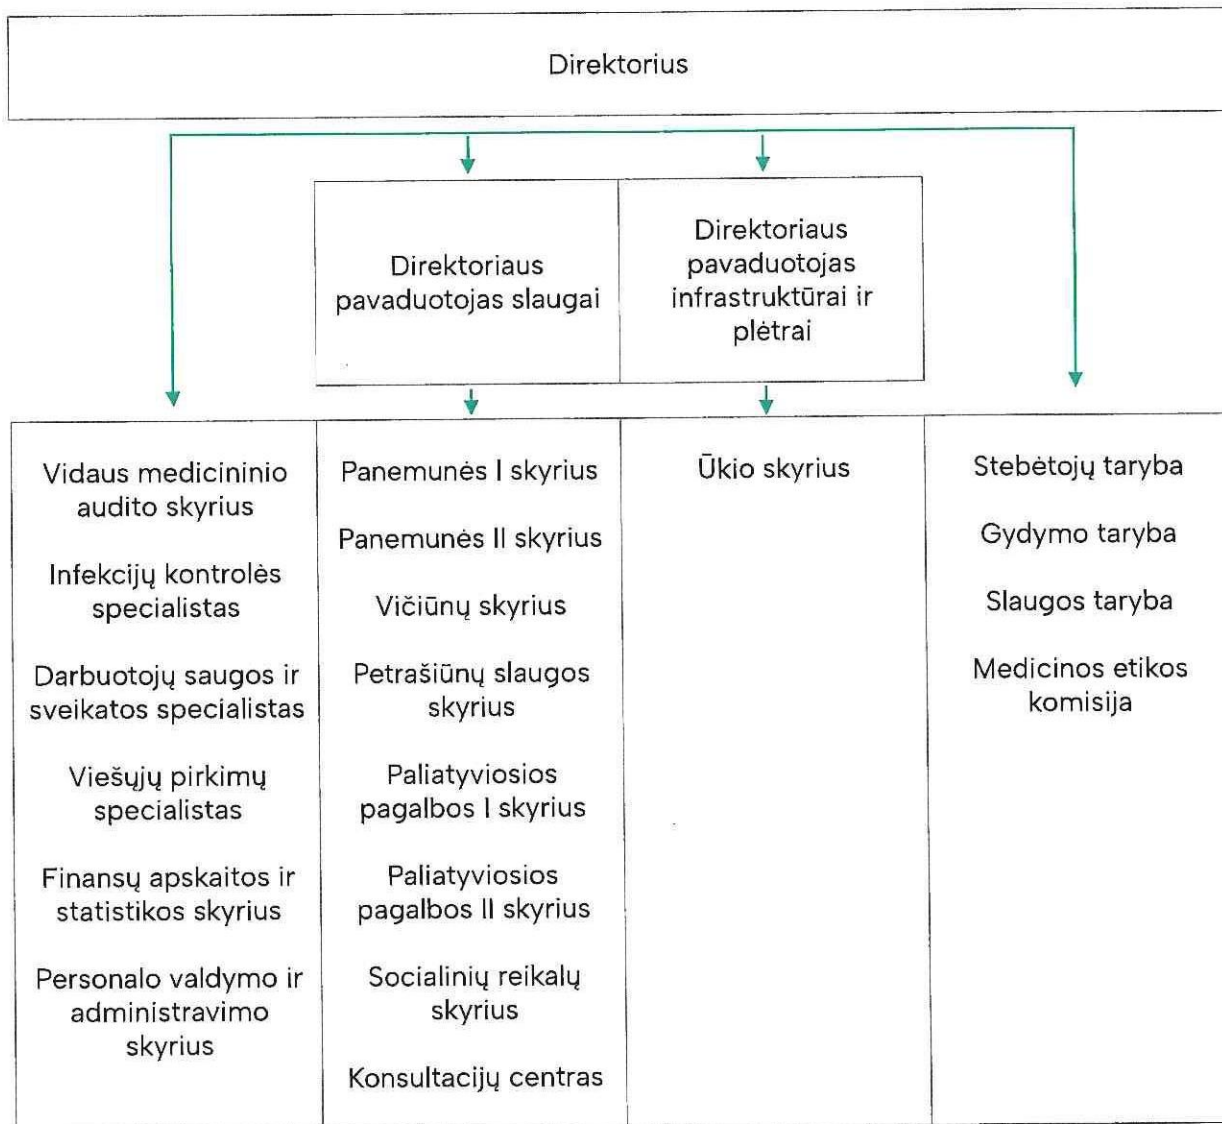 Direktorius
Direktoriaus
pavaduotojas slaugai
Direktoriaus
pavaduotojas
infrastruktūrai ir
plėtrai
Vidaus medicininio
audito skyrius
Infekcijų kontrolės
specialistas
Darbuotojų saugos ir
sveikatos specialistas
Viešųjų pirkimų
specialistas
Finansų apskaitos ir
statistikos skyrius
Personalo valdymo ir
administravimo
skyrius
Panemunės I skyrius
Panemunės II skyrius
Vičiūnų skyrius
Petrašiūnų slaugos
skyrius
Paliatyviosios
pagalbos I skyrius
Paliatyviosios
pagalbos II skyrius
Socialinių reikalų
skyrius
Konsultacijų centras
Ūkio skyrius
Stebėtojų taryba
Gydymo taryba
Slaugos taryba
Medicinos etikos
komisija